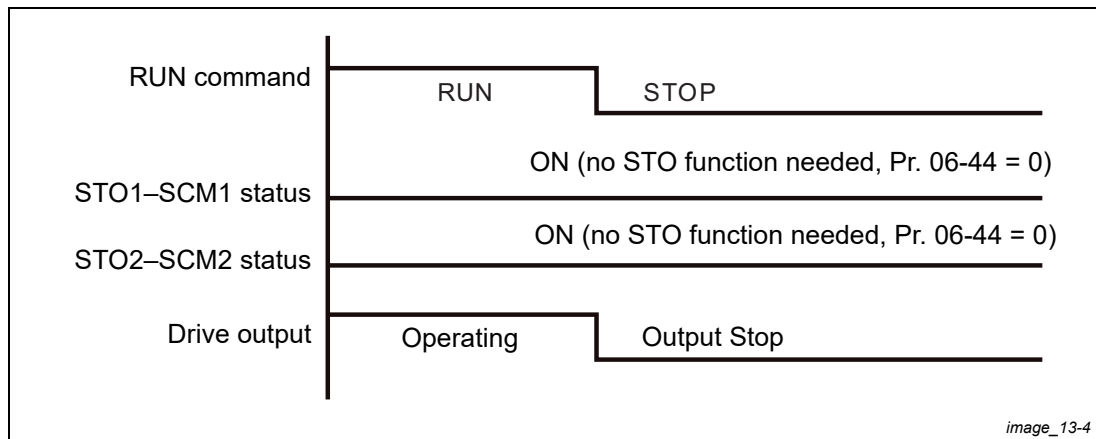 RUN command
RUN STOP
ON (no STO function needed, Pr. 06-44 = 0)
STO1–SCM1 status
ON (no STO function needed, Pr. 06-44 = 0)
STO2–SCM2 status
Drive output
Operating Output Stop
image_13-4